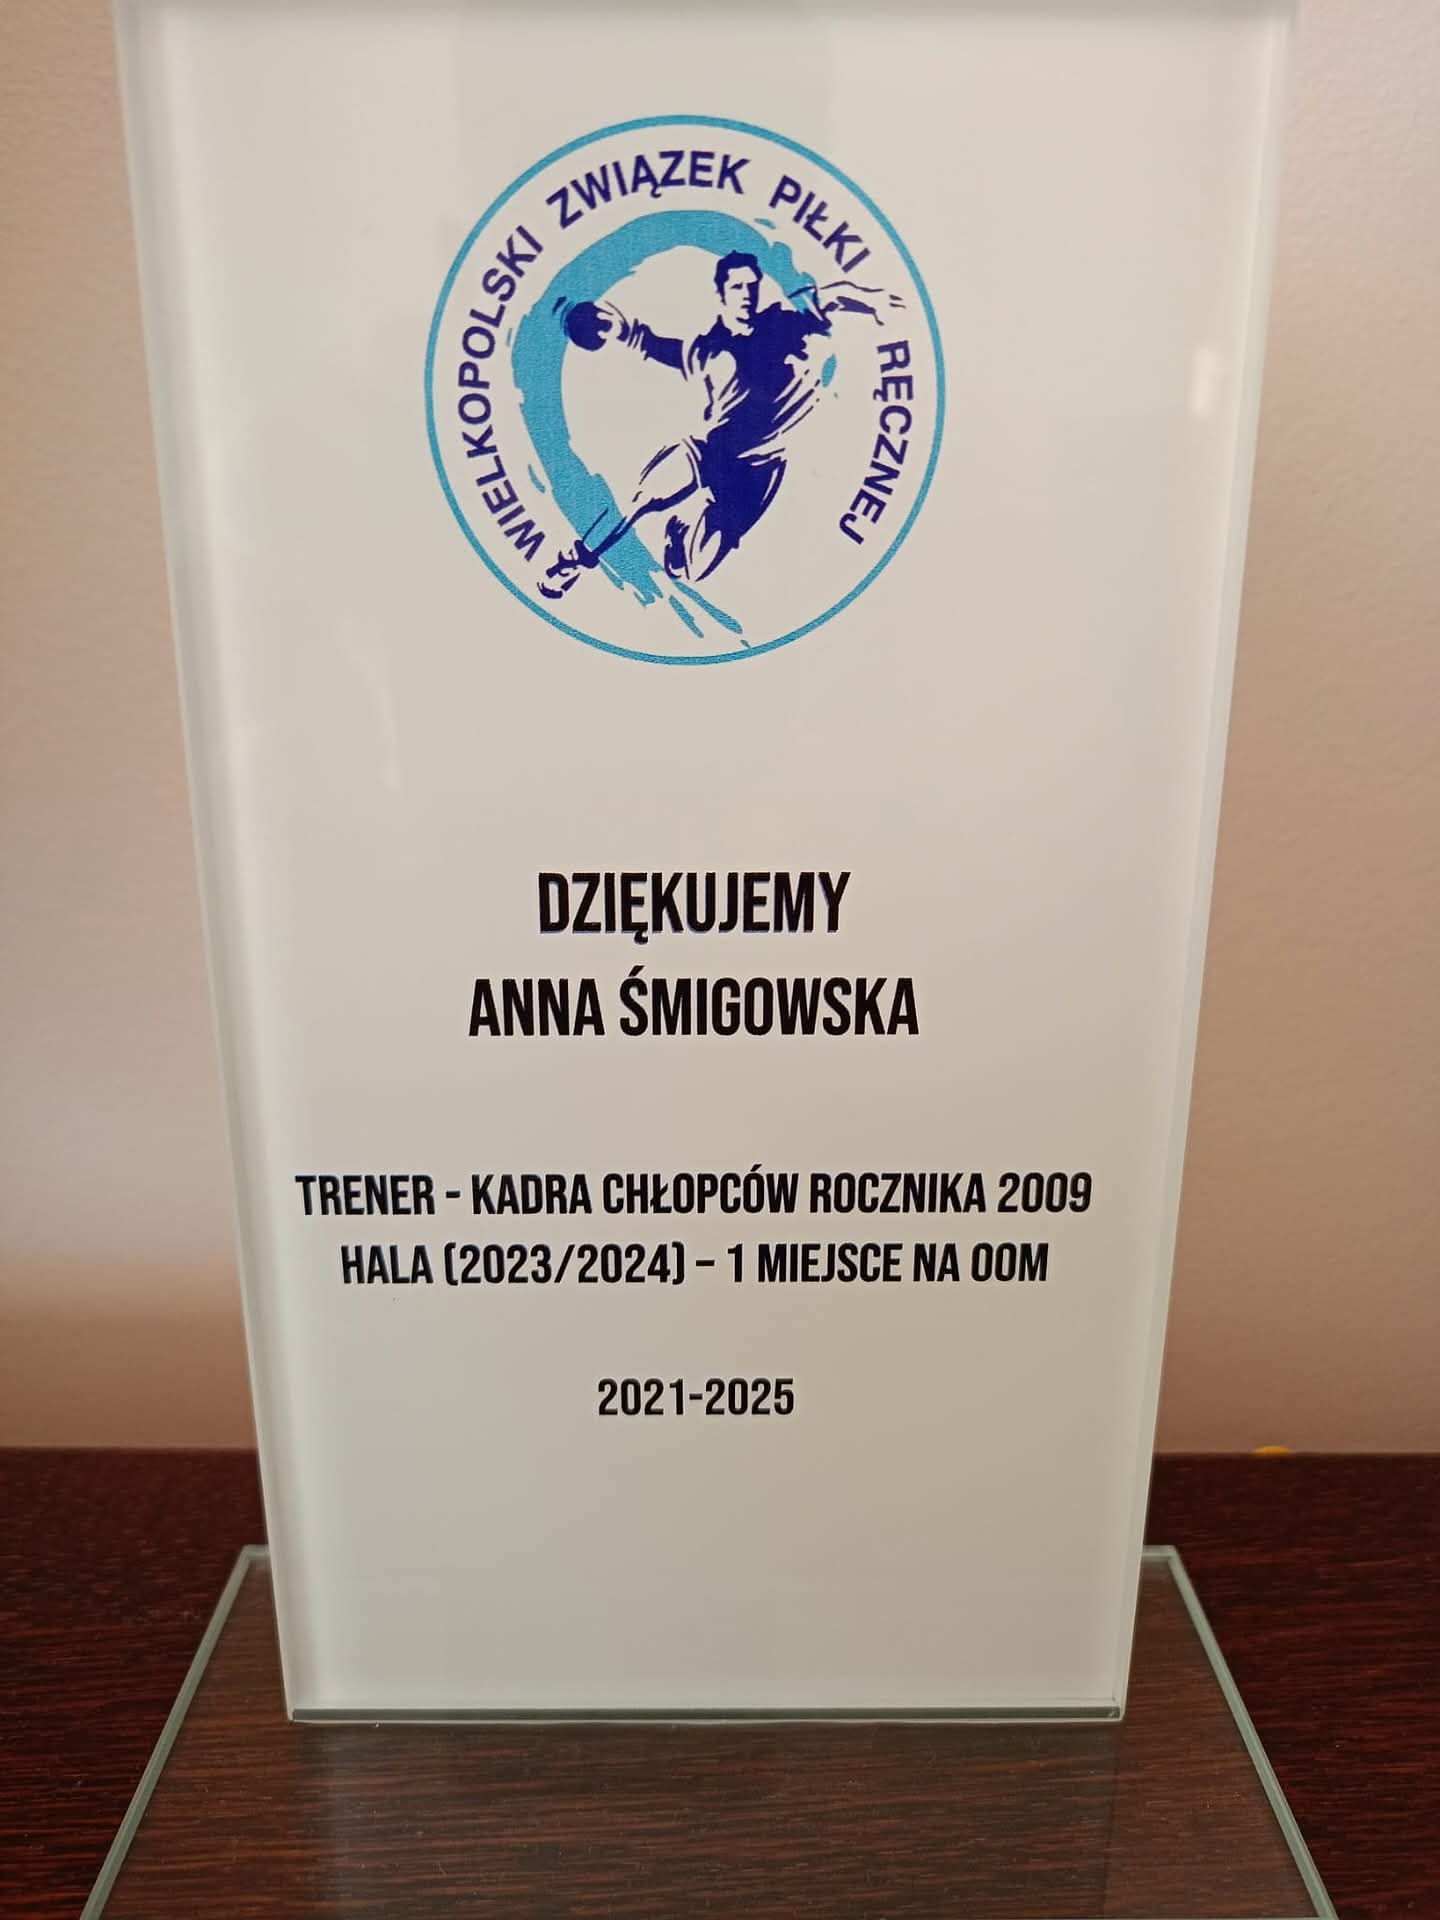 WIELKOPOLSKI ZWIĄZEK PIŁKI RĘCZNEJ
DZIĘKUJEMY
ANNA ŚMIGOWSKA
TRENER - KADRA CHŁOPCÓW ROCZNIKA 2009
HALA (2023/2024) – 1 MIEJSCE NA OOM
2021-2025